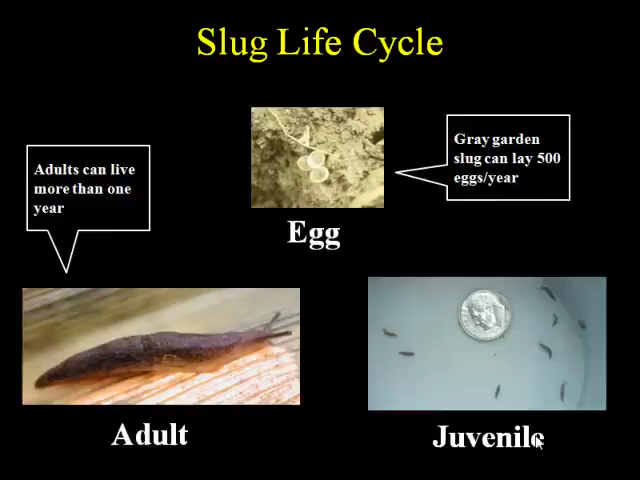 Slug Life Cycle
Gray garden
slug can lay 500
eggs/year
Adults can live
more than one
year
Egg
Adult
Juvenile